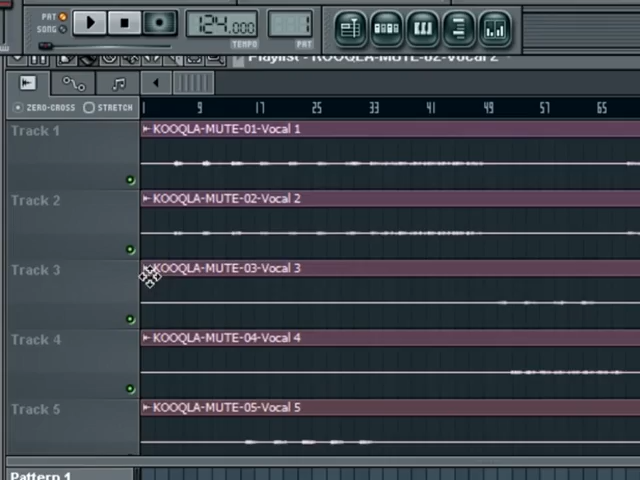 PAT
SONG
124.000
TEMPO
1
PAT
Playlist - KOOQLA-MUTE-02-Vocal 2
ZERO-CROSS STRETCH
1 9 17 25 33 41 49 57 65
Track 1
KOOQLA-MUTE-01-Vocal 1
Track 2
KOOQLA-MUTE-02-Vocal 2
Track 3
KOOQLA-MUTE-03-Vocal 3
Track 4
KOOQLA-MUTE-04-Vocal 4
Track 5
KOOQLA-MUTE-05-Vocal 5
Pattern 1